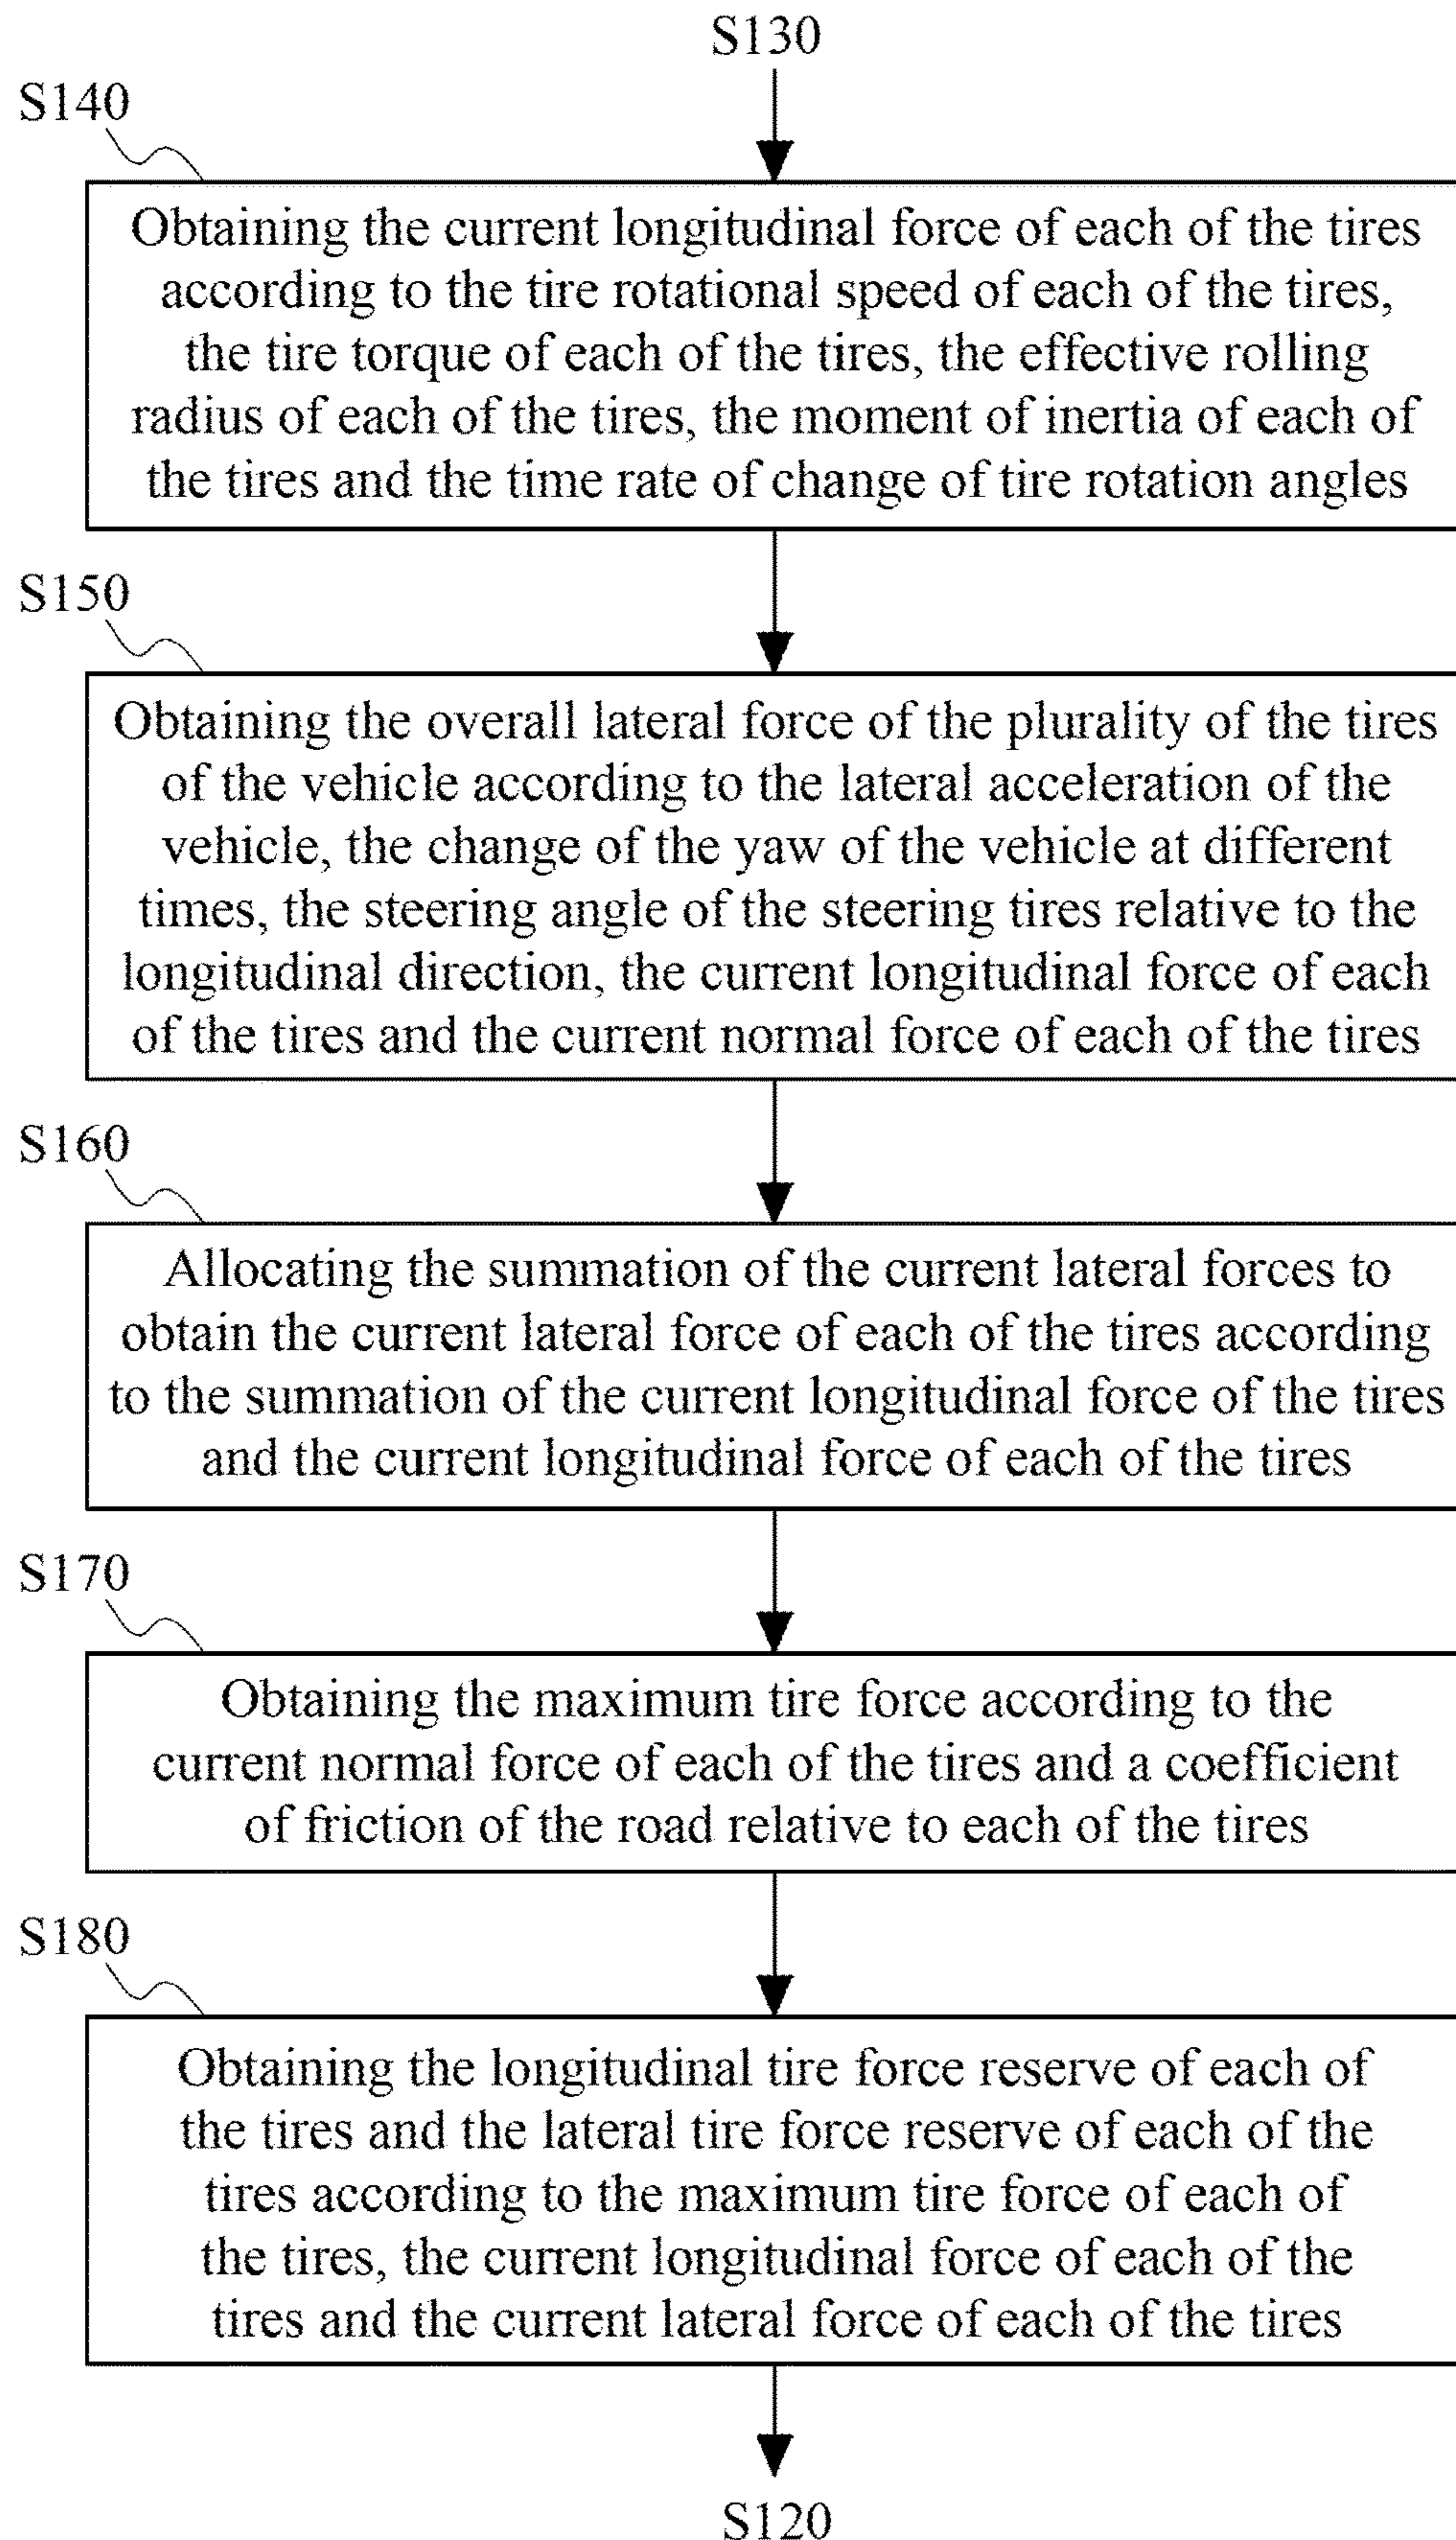 S130
S140
Obtaining the current longitudinal force of each of the tires
according to the tire rotational speed of each of the tires,
the tire torque of each of the tires, the effective rolling
radius of each of the tires, the moment of inertia of each of
the tires and the time rate of change of tire rotation angles
S150
Obtaining the overall lateral force of the plurality of the tires
of the vehicle according to the lateral acceleration of the
vehicle, the change of the yaw of the vehicle at different
times, the steering angle of the steering tires relative to the
longitudinal direction, the current longitudinal force of each
of the tires and the current normal force of each of the tires
S160
Allocating the summation of the current lateral forces to
obtain the current lateral force of each of the tires according
to the summation of the current longitudinal force of the tires
and the current longitudinal force of each of the tires
S170
Obtaining the maximum tire force according to the
current normal force of each of the tires and a coefficient
of friction of the road relative to each of the tires
S180
Obtaining the longitudinal tire force reserve of each of
the tires and the lateral tire force reserve of each of the
tires according to the maximum tire force of each of
the tires, the current longitudinal force of each of the
tires and the current lateral force of each of the tires
S120